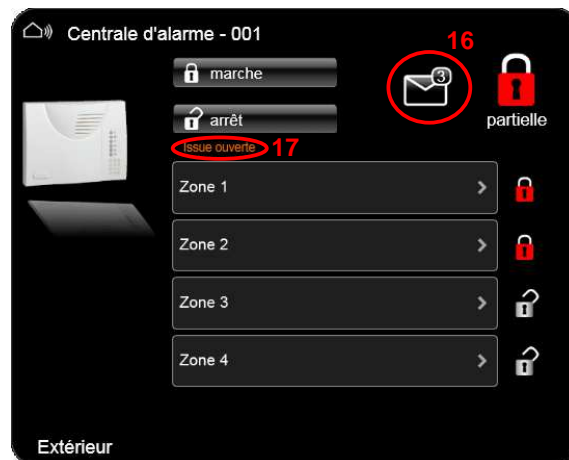 Centrale d'alarme - 001
16
marche
3
arrêt
partielle
Issue ouverte
17
Zone 1
Zone 2
Zone 3
Zone 4
Extérieur